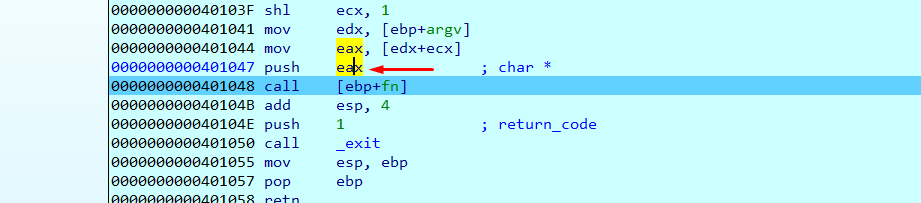 000000000040103F shl ecx, 1
0000000000401041 mov edx, [ebp+argv]
0000000000401044 mov eax, [edx+ecx]
0000000000401047 push eax ; char *
0000000000401048 call [ebp+fn]
000000000040104B add esp, 4
000000000040104E push 1 ; return_code
0000000000401050 call _exit
0000000000401055 mov esp, ebp
0000000000401057 pop ebp
0000000000401058 retn